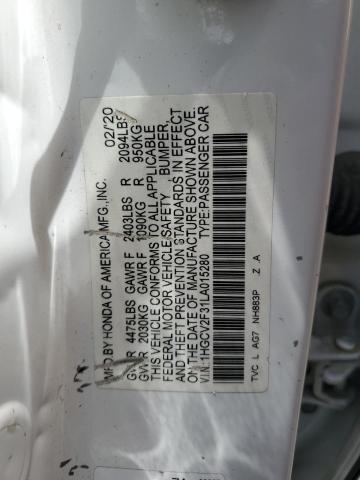 MFD BY HONDA OF AMERICA MFG., INC. 02/20
GVWR 4475LBS GAWR F 2403LBS R 2094LBS
GVWR 2030KG GAWR F 1090KG R 950KG
THIS VEHICLE CONFORMS TO ALL APPLICABLE
FEDERAL MOTOR VEHICLE SAFETY, BUMPER,
AND THEFT PREVENTION STANDARDS IN EFFECT
ON THE DATE OF MANUFACTURE SHOWN ABOVE.
V.I.N:1HGCV2F31LA015280 TYPE:PASSENGER CAR
TVC L AG7 NH883P Z A